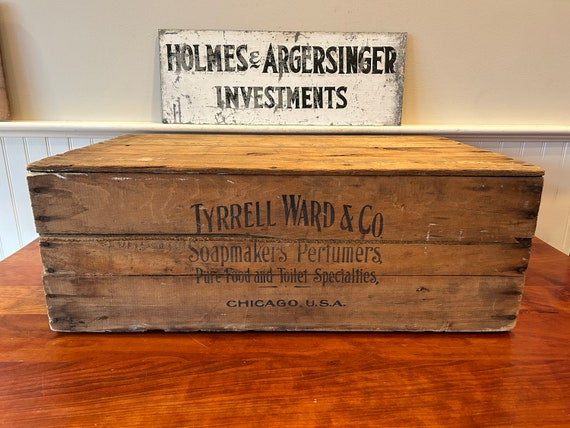 HOLMES & ARGERSINGER
INVESTMENTS
TYRRELL WARD & CO
Soapmakers Perfumers,
Pure Food and Toilet Specialties,
CHICAGO, U.S.A.